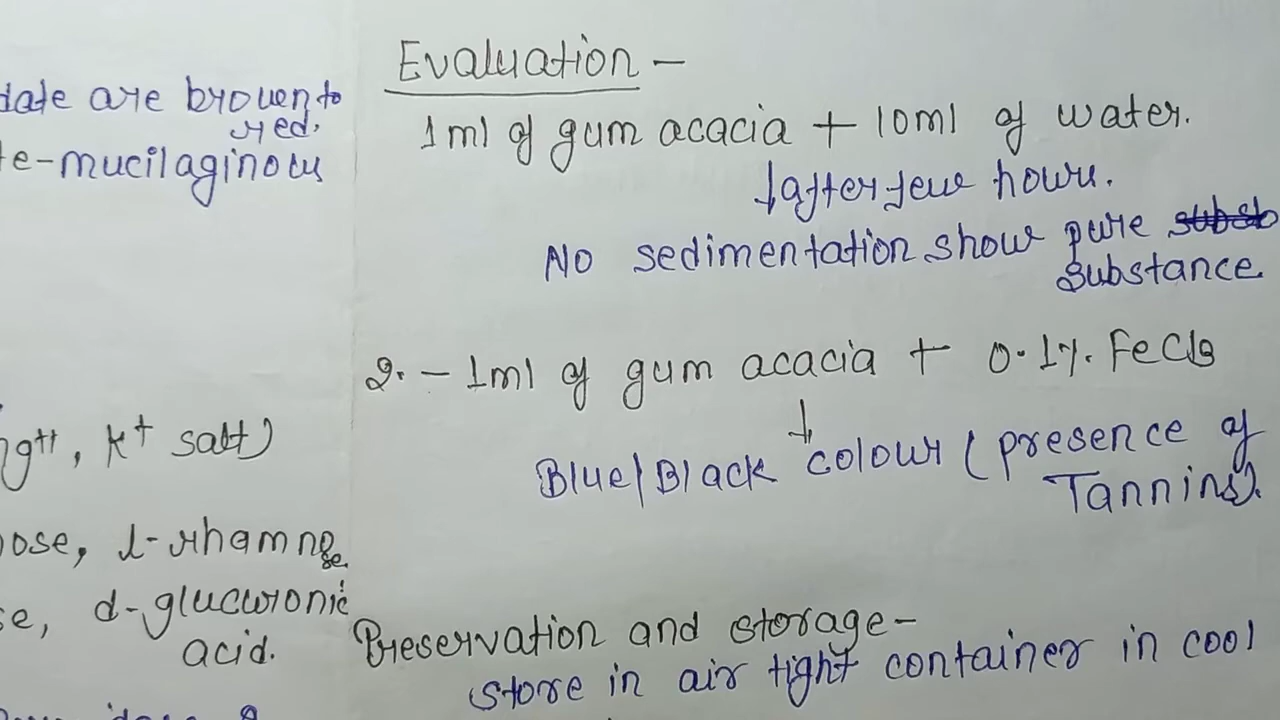 date are brown to
red.
te-mucilaginous
g++, k+ salt)
ose, l-rhamnose
se, d-glucuronic
acid.
Evaluation -
1ml of gum acacia + 10ml of water.
↓ after few hours.
No sedimentation show pure
substance
2. - 1ml of gum acacia + 0.1%. FeCl3
↓
Blue/Black colour (presence of
Tannins).
Preservation and storage-
store in air tight container in cool